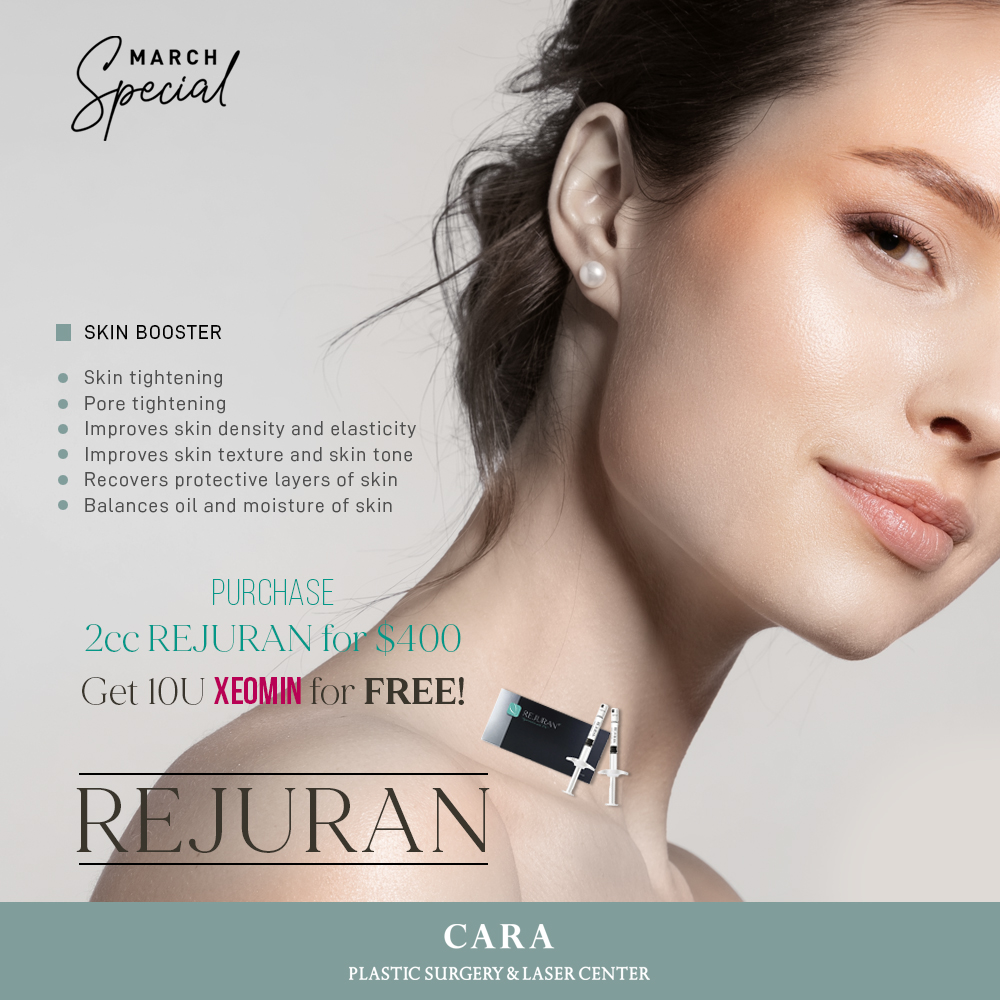 MARCH
Special
SKIN BOOSTER
Skin tightening
Pore tightening
Improves skin density and elasticity
Improves skin texture and skin tone
Recovers protective layers of skin
Balances oil and moisture of skin
PURCHASE
2cc REJURAN for $400
Get 10U XEOMIN for FREE!
REJURAN®
REJURAN
CARA
PLASTIC SURGERY & LASER CENTER